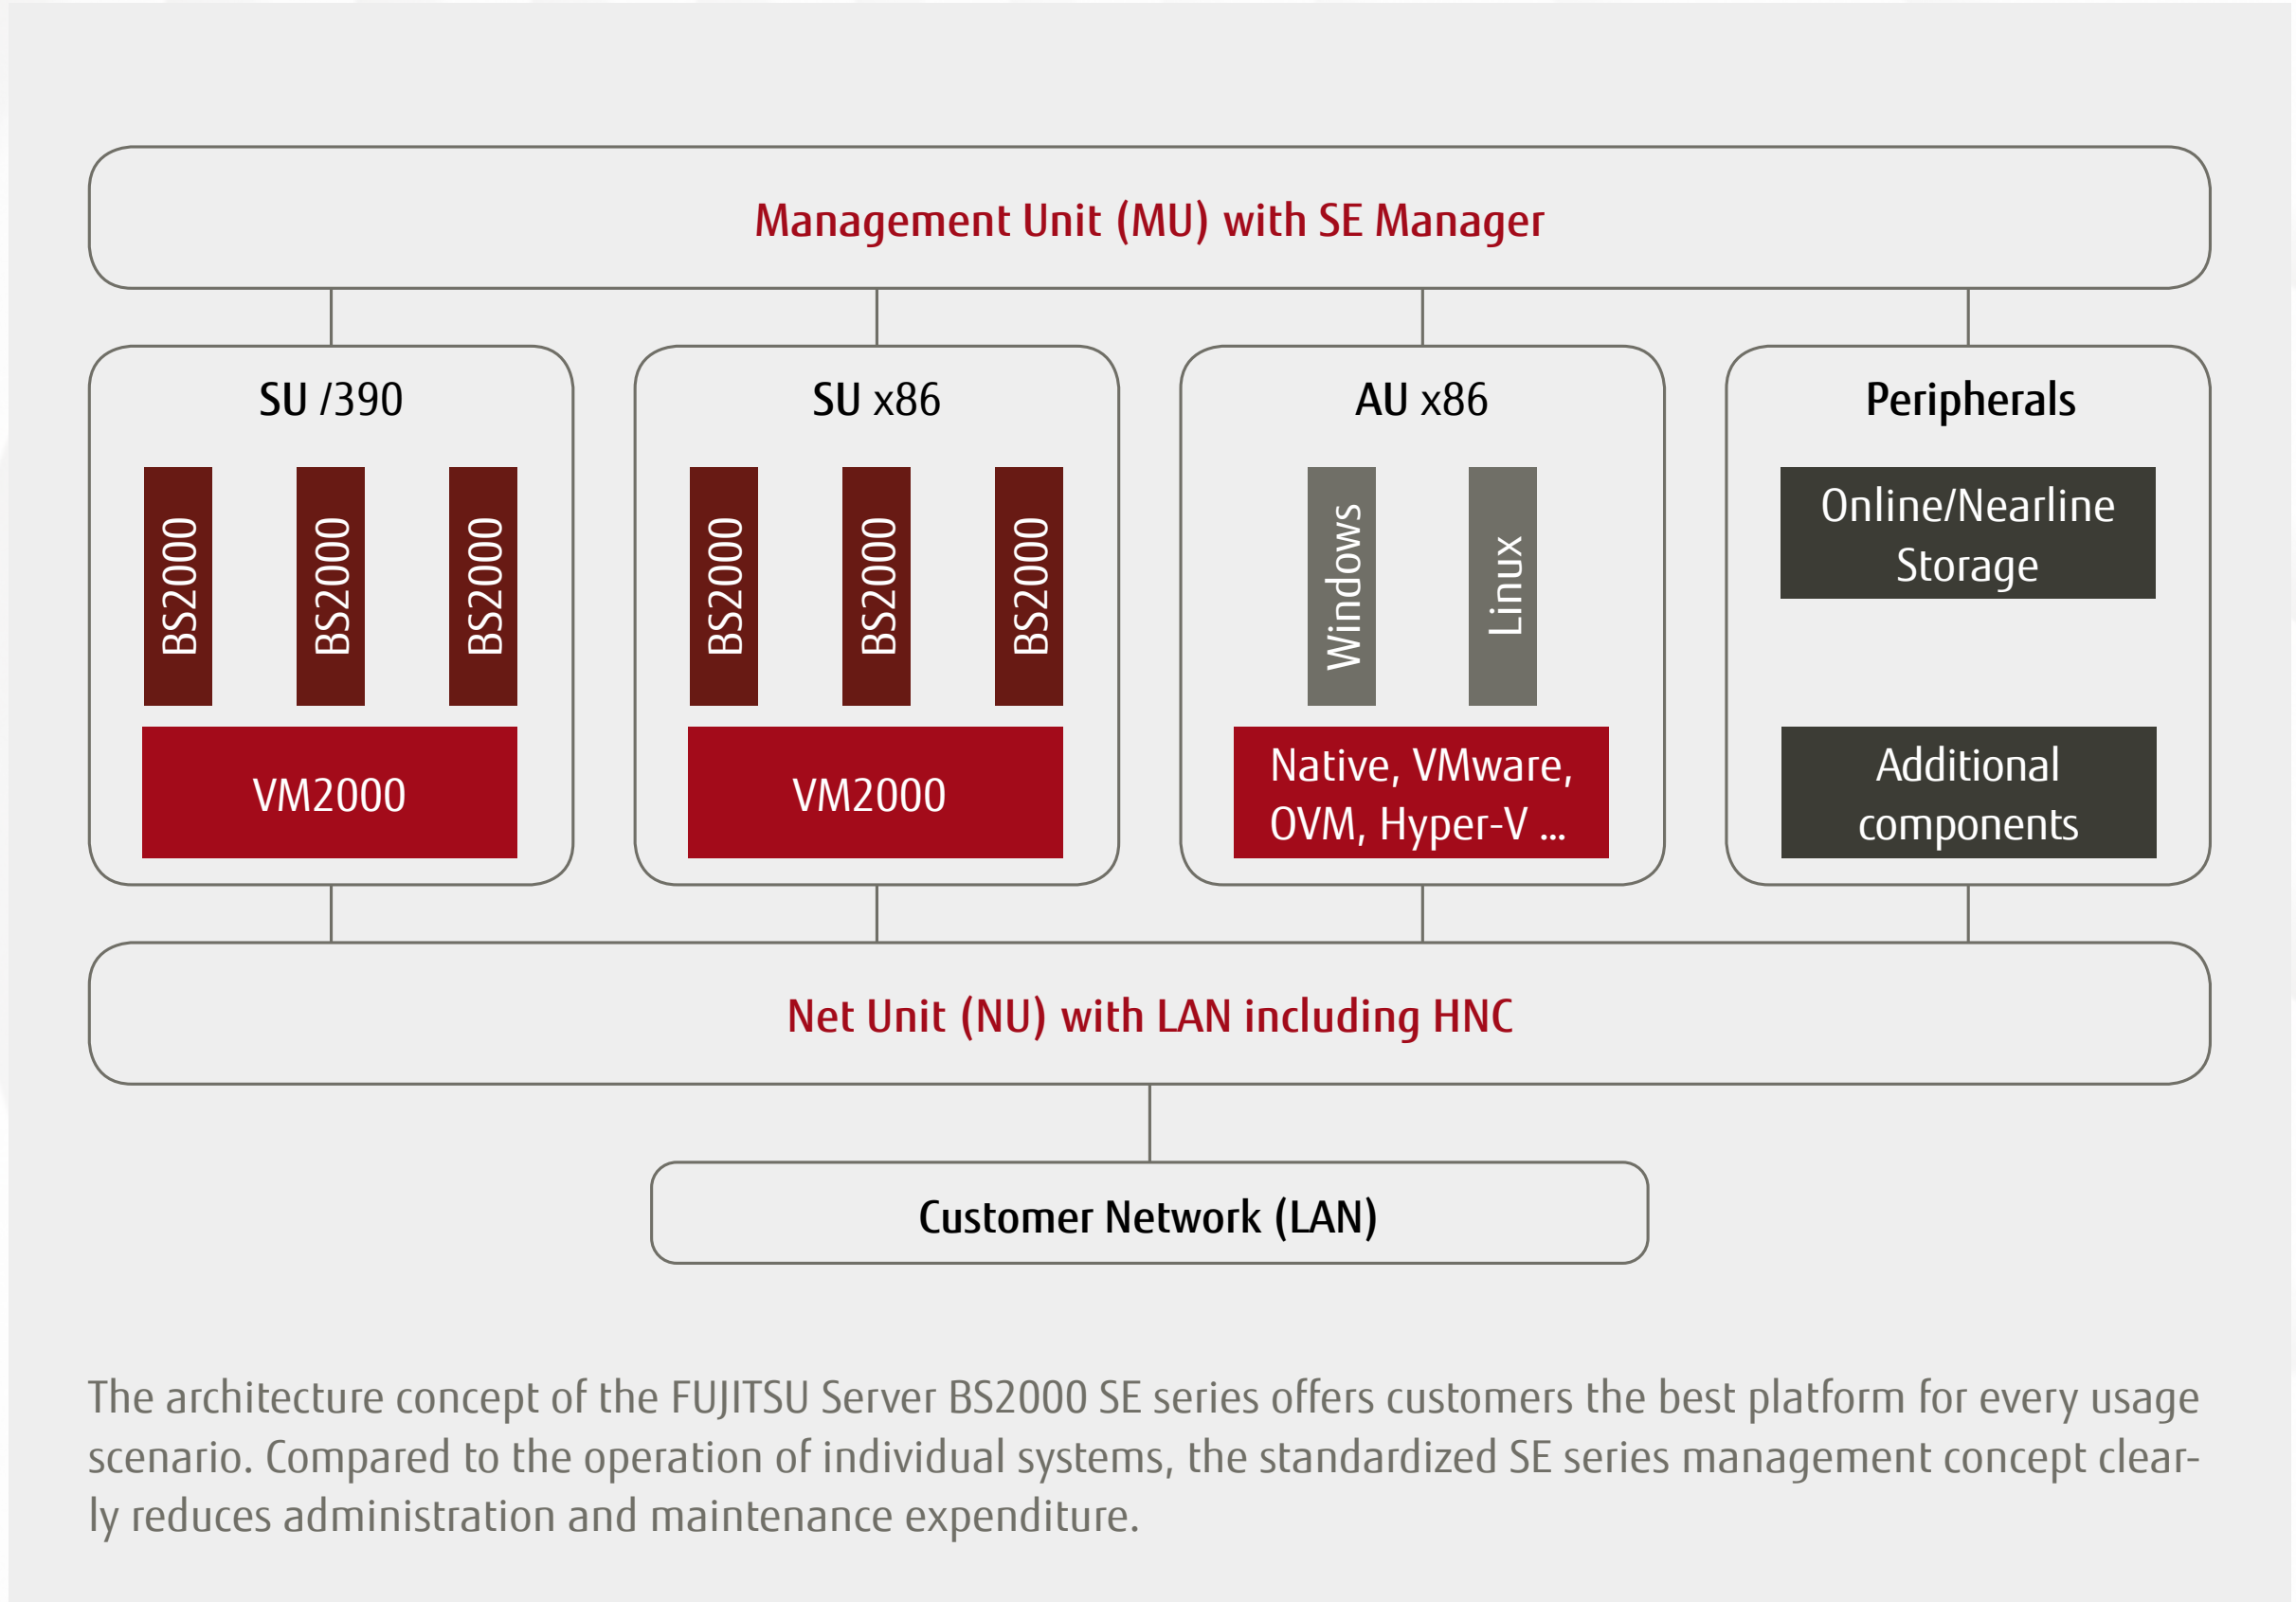 Management Unit (MU) with SE Manager
SU /390
BS2000
BS2000
BS2000
VM2000
SU x86
BS2000
BS2000
BS2000
VM2000
AU x86
Windows
Linux
Native, VMware,
OVM, Hyper-V ...
Peripherals
Online/Nearline
Storage
Additional
components
Net Unit (NU) with LAN including HNC
Customer Network (LAN)
The architecture concept of the FUJITSU Server BS2000 SE series offers customers the best platform for every usage
scenario. Compared to the operation of individual systems, the standardized SE series management concept clear-
ly reduces administration and maintenance expenditure.